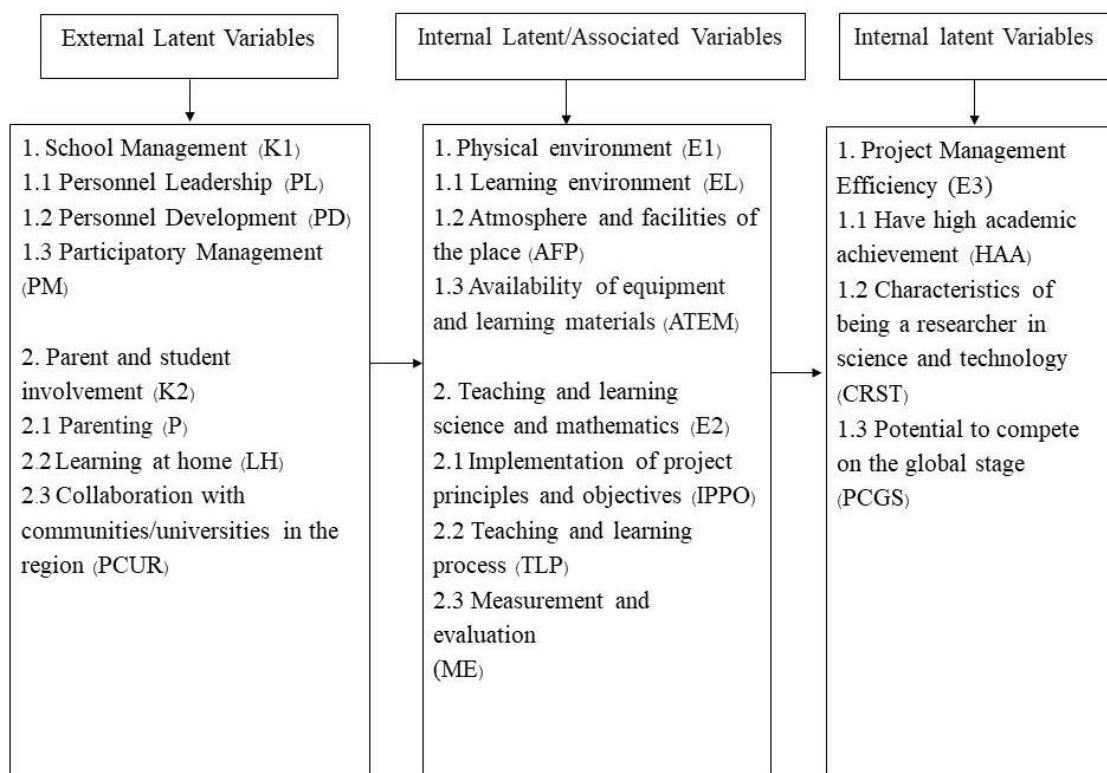 External Latent Variables
Internal Latent/Associated Variables
Internal latent Variables
1. School Management (K1)
1.1 Personnel Leadership (PL)
1.2 Personnel Development (PD)
1.3 Participatory Management
(PM)
2. Parent and student
involvement (K2)
2.1 Parenting (P)
2.2 Learning at home (LH)
2.3 Collaboration with
communities/universities in the
region (PCUR)
1. Physical environment (E1)
1.1 Learning environment (EL)
1.2 Atmosphere and facilities of
the place (AFP)
1.3 Availability of equipment
and learning materials (ATEM)
2. Teaching and learning
science and mathematics (E2)
2.1 Implementation of project
principles and objectives (IPPO)
2.2 Teaching and learning
process (TLP)
2.3 Measurement and
evaluation
(ME)
1. Project Management
Efficiency (E3)
1.1 Have high academic
achievement (HAA)
1.2 Characteristics of
being a researcher in
science and technology
(CRST)
1.3 Potential to compete
on the global stage
(PCGS)